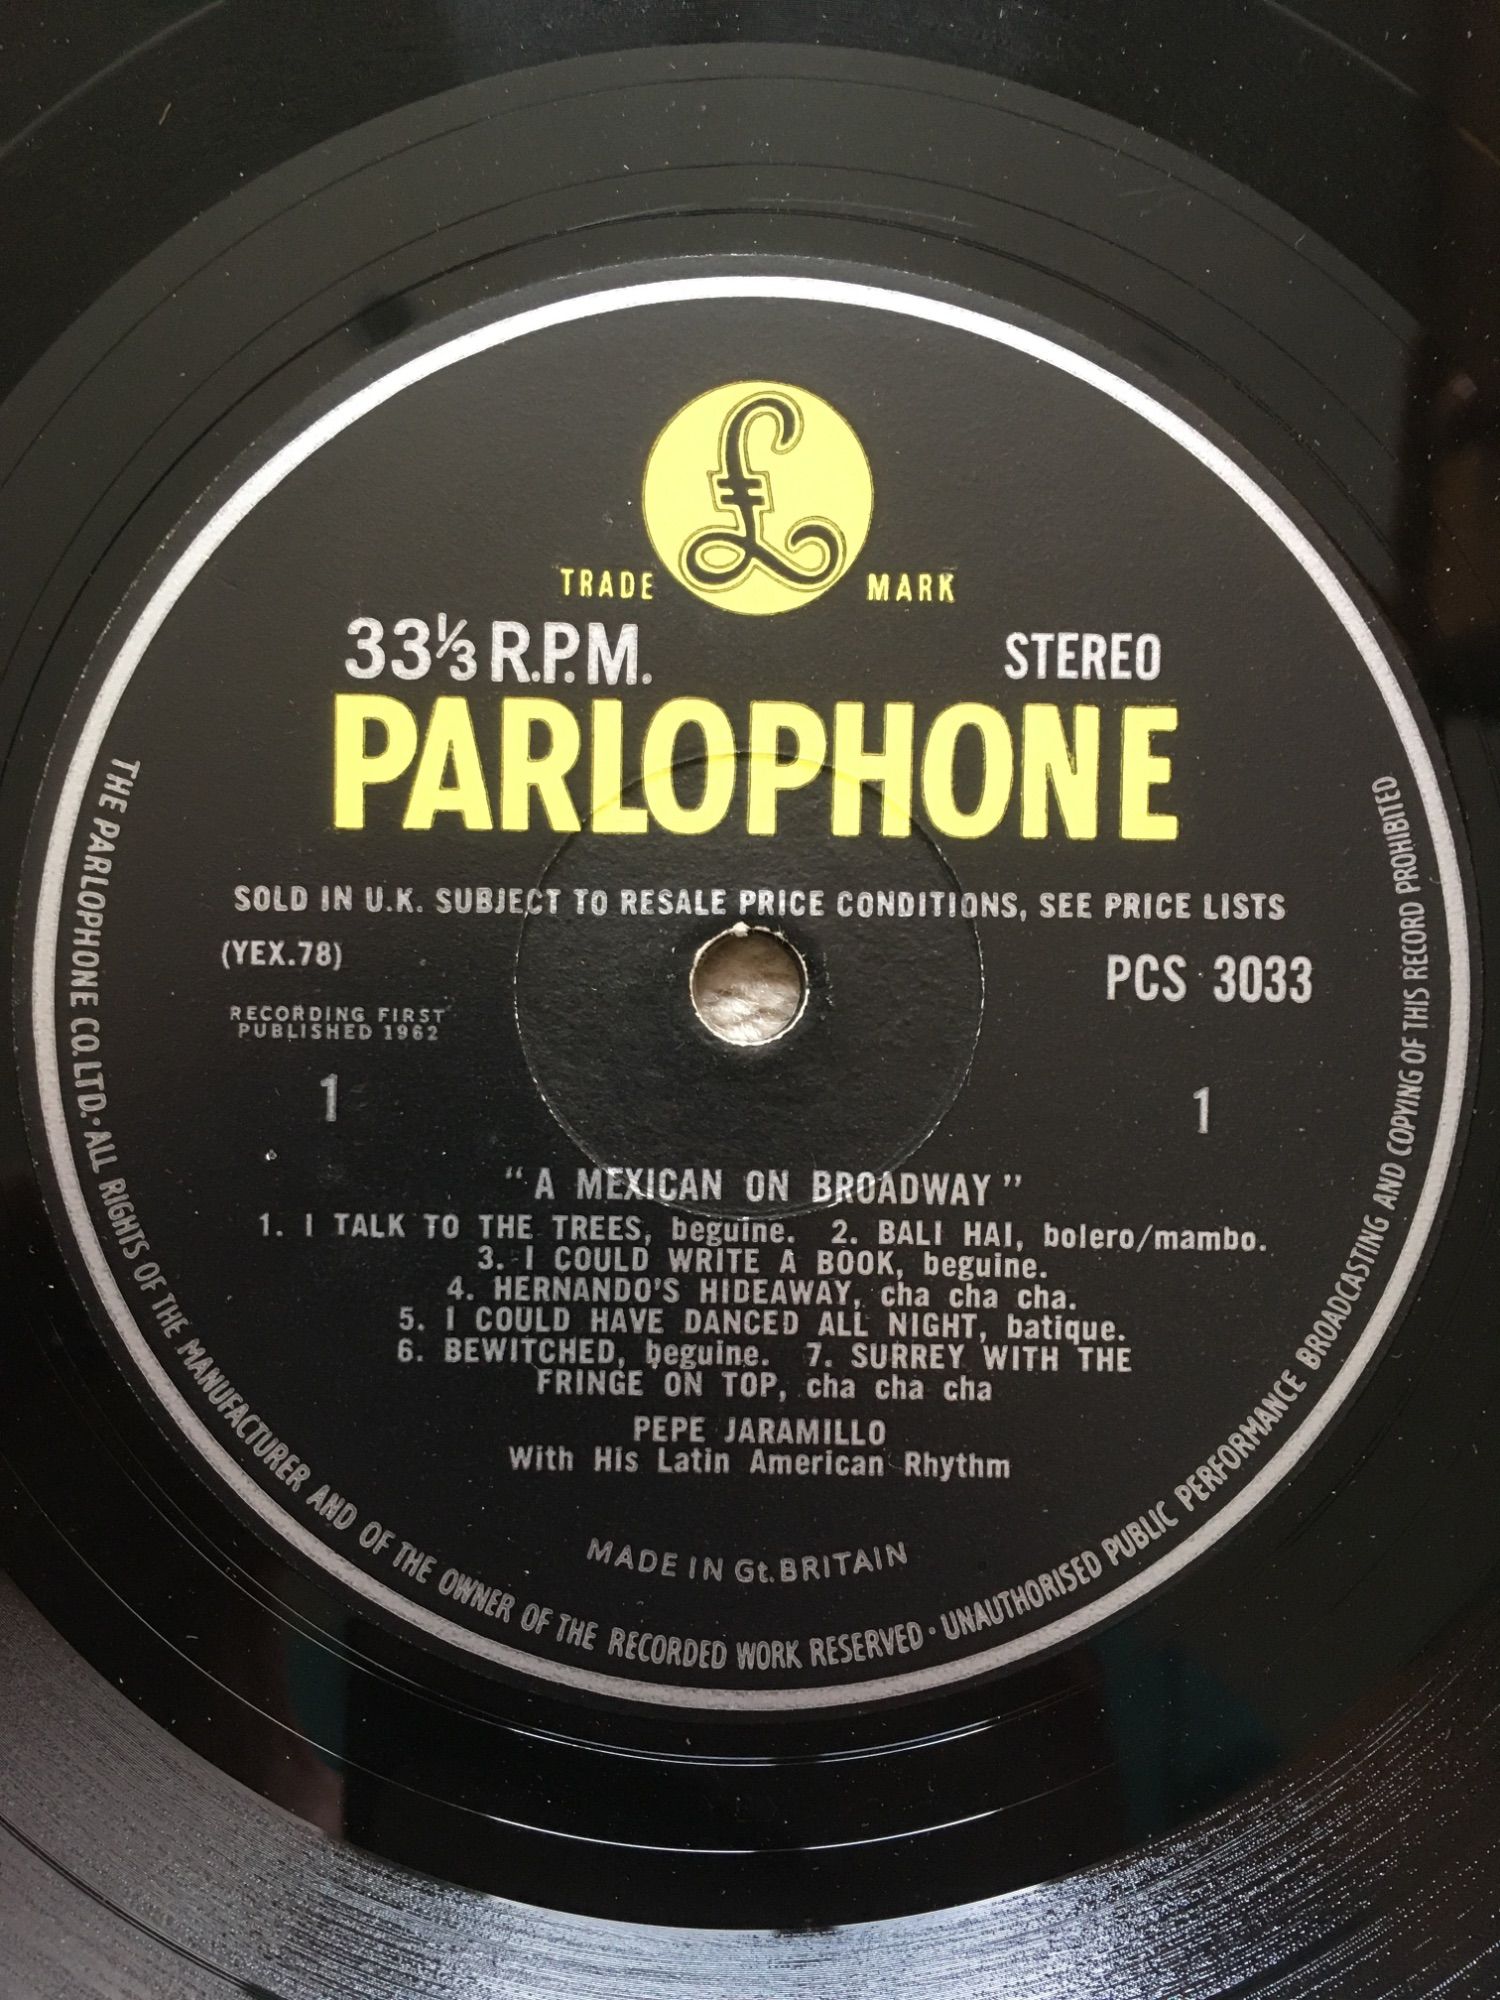 £
TRADE MARK
33⅓ R.P.M. STEREO
PARLOPHONE
SOLD IN U.K. SUBJECT TO RESALE PRICE CONDITIONS, SEE PRICE LISTS
(YEX.78) PCS 3033
RECORDING FIRST
PUBLISHED 1962
1 1
"A MEXICAN ON BROADWAY"
1. I TALK TO THE TREES, beguine. 2. BALI HAI, bolero/mambo.
3. I COULD WRITE A BOOK, beguine.
4. HERNANDO'S HIDEAWAY, cha cha cha.
5. I COULD HAVE DANCED ALL NIGHT, batique.
6. BEWITCHED, beguine. 7. SURREY WITH THE
FRINGE ON TOP, cha cha cha
PEPE JARAMILLO
With His Latin American Rhythm
MADE IN Gt. BRITAIN
THE PARLOPHONE CO. LTD. · ALL RIGHTS OF THE MANUFACTURER AND OF THE OWNER OF THE RECORDED WORK RESERVED · UNAUTHORISED PUBLIC PERFORMANCE BROADCASTING AND COPYING OF THIS RECORD PROHIBITED